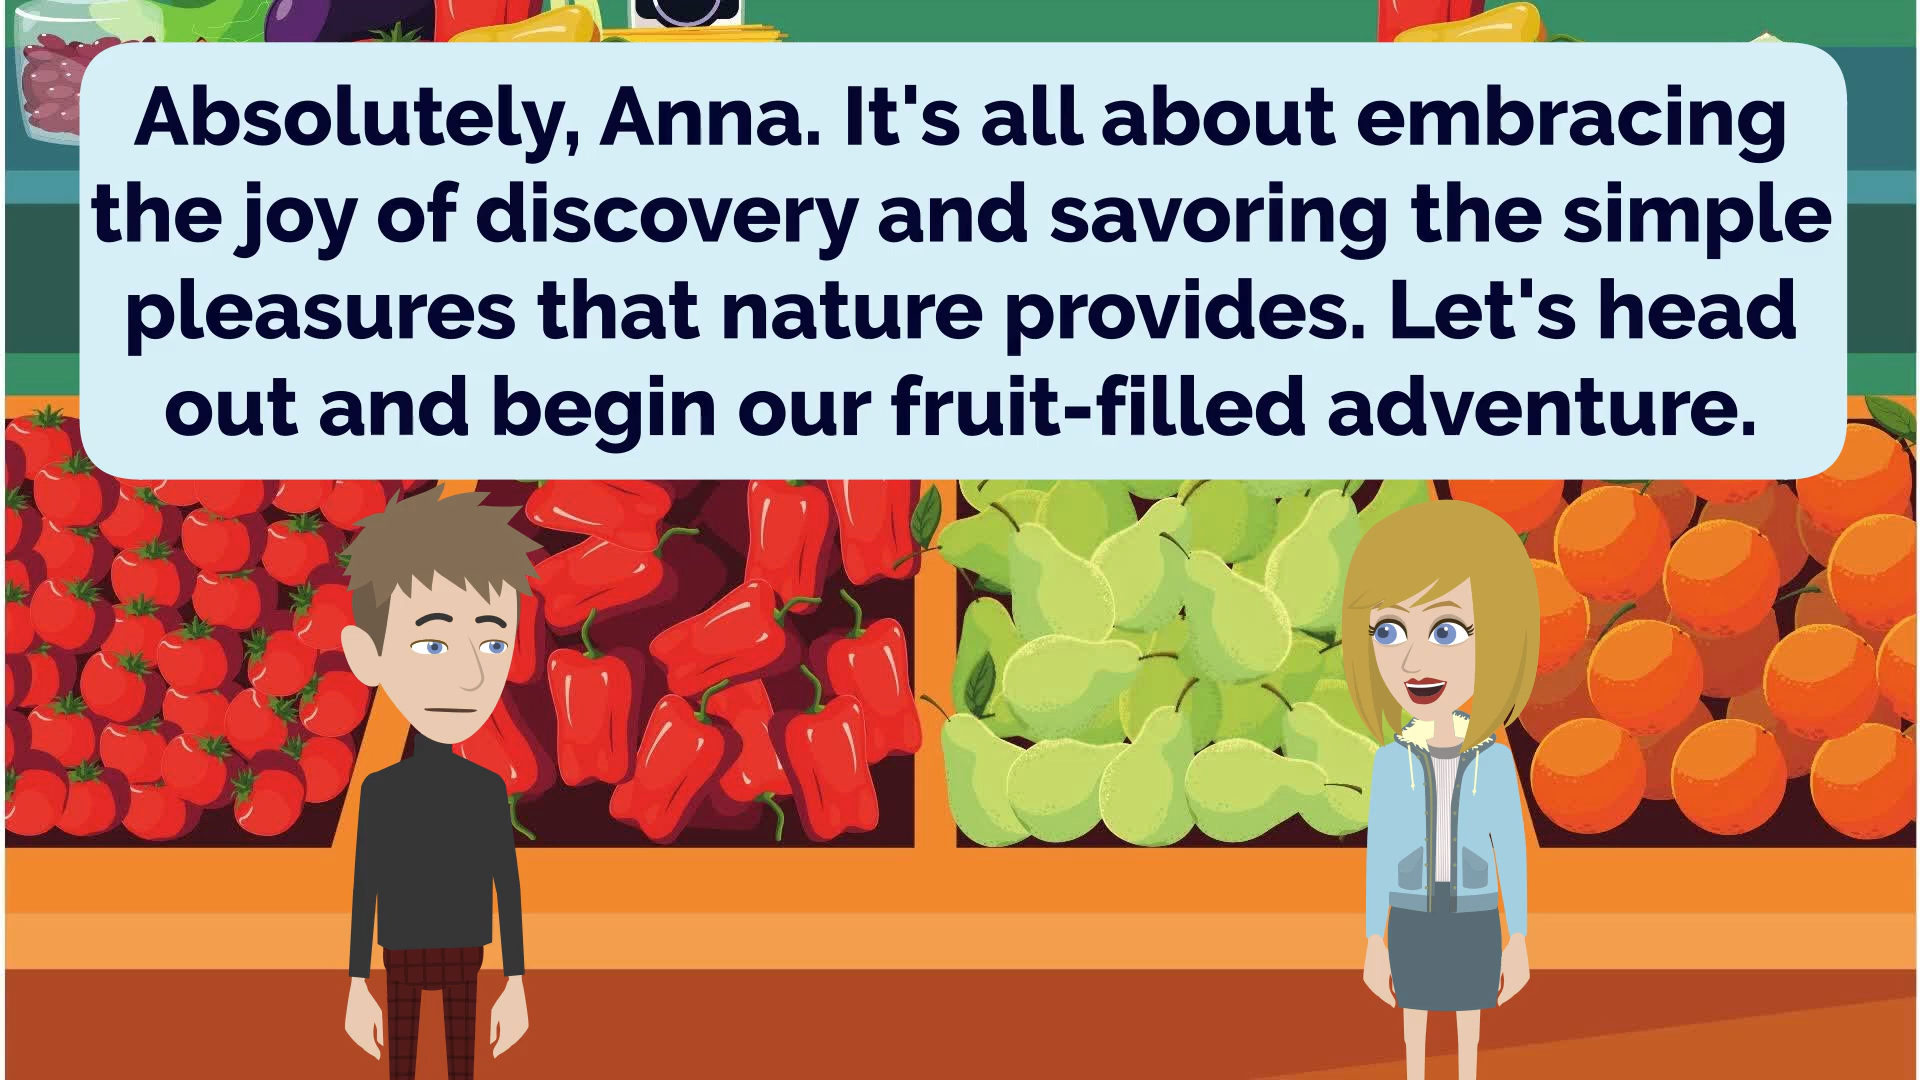 Absolutely, Anna. It's all about embracing
the joy of discovery and savoring the simple
pleasures that nature provides. Let's head
out and begin our fruit-filled adventure.